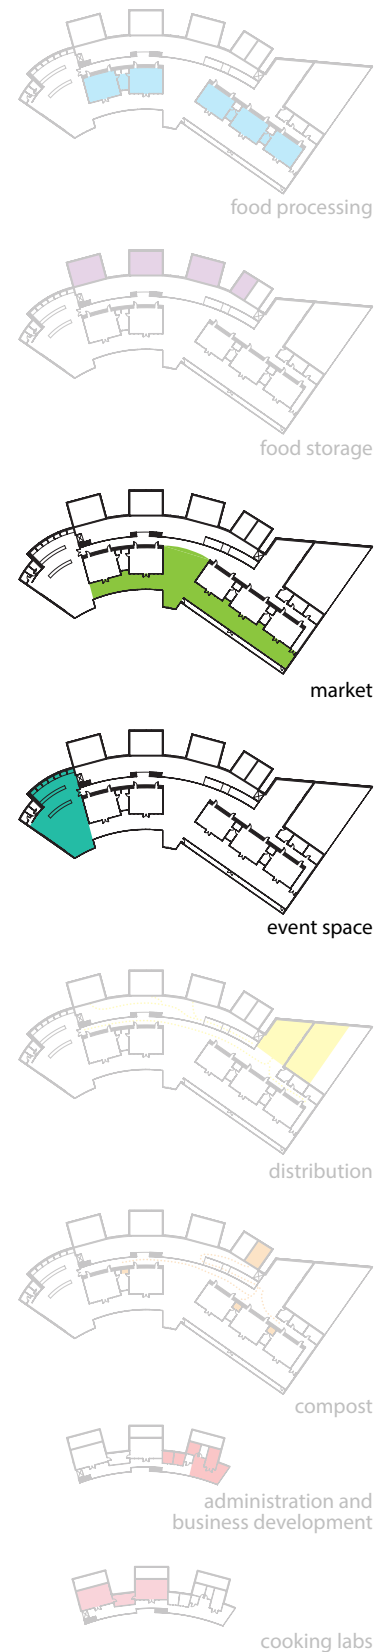 food processing
food storage
market
event space
distribution
compost
administration and
business development
cooking labs